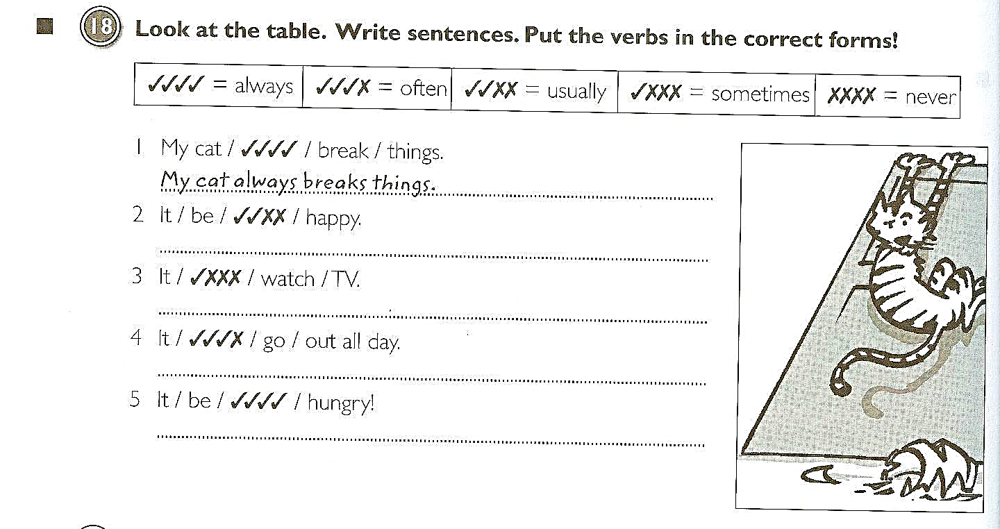 18 Look at the table. Write sentences. Put the verbs in the correct forms!
✓✓✓✓ = always ✓✓✓X = often ✓✓XX = usually ✓XXX = sometimes XXXX = never
1 My cat / ✓✓✓✓ / break / things.
My cat always breaks things.
2 It / be / ✓✓XX / happy.
3 It / ✓XXX / watch / TV.
4 It / ✓✓✓X / go / out all day.
5 It / be / ✓✓✓✓ / hungry!